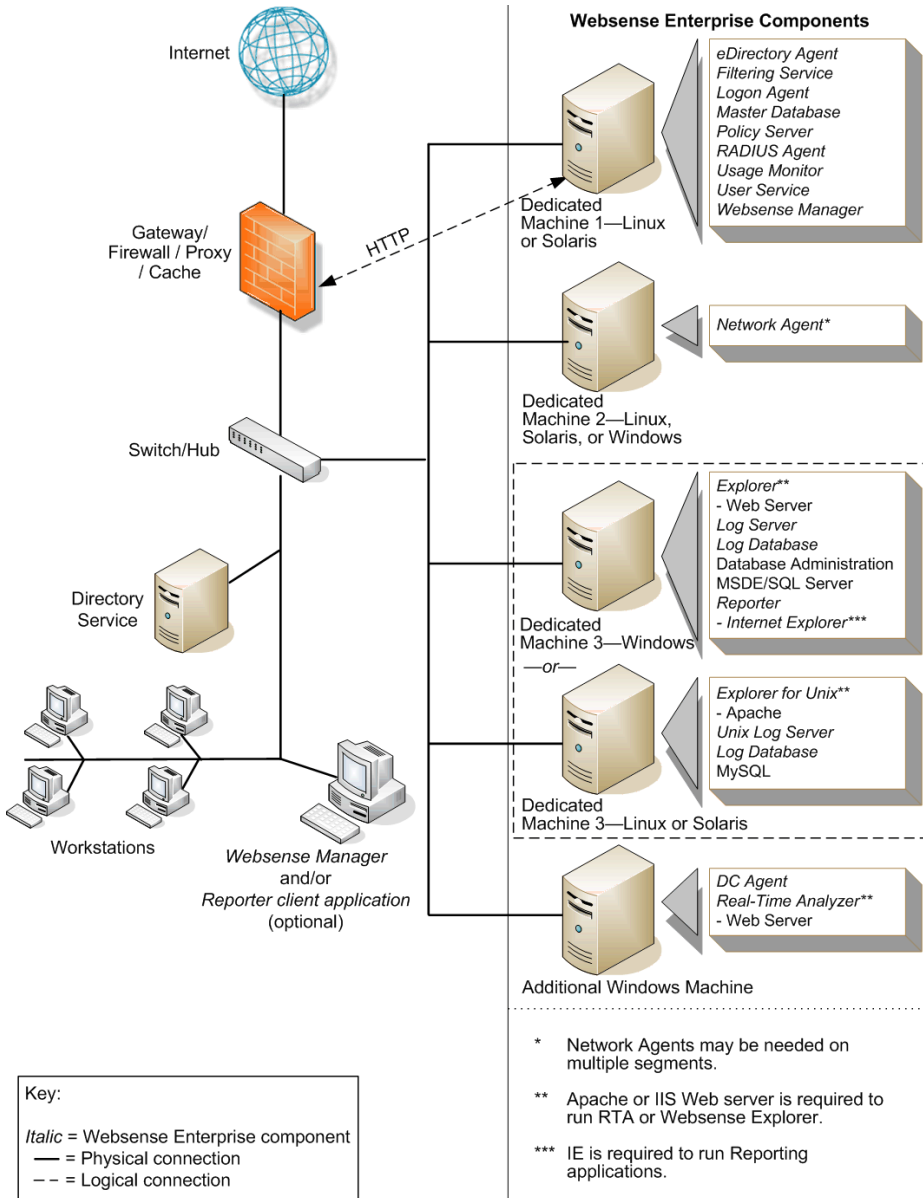 Websense Enterprise Components
Internet
Gateway/
Firewall / Proxy
/ Cache
HTTP
Switch/Hub
Directory
Service
Workstations
Websense Manager
and/or
Reporter client application
(optional)
eDirectory Agent
Filtering Service
Logon Agent
Master Database
Policy Server
RADIUS Agent
Usage Monitor
User Service
Websense Manager
Dedicated
Machine 1—Linux
or Solaris
Network Agent*
Dedicated
Machine 2—Linux,
Solaris, or Windows
Explorer**
- Web Server
Log Server
Log Database
Database Administration
MSDE/SQL Server
Reporter
- Internet Explorer***
Dedicated
Machine 3—Windows
—or—
Explorer for Unix**
- Apache
Unix Log Server
Log Database
MySQL
Dedicated
Machine 3—Linux or Solaris
DC Agent
Real-Time Analyzer**
- Web Server
Additional Windows Machine
* Network Agents may be needed on
multiple segments.
** Apache or IIS Web server is required to
run RTA or Websense Explorer.
*** IE is required to run Reporting
applications.
Key:
Italic = Websense Enterprise component
= Physical connection
= Logical connection